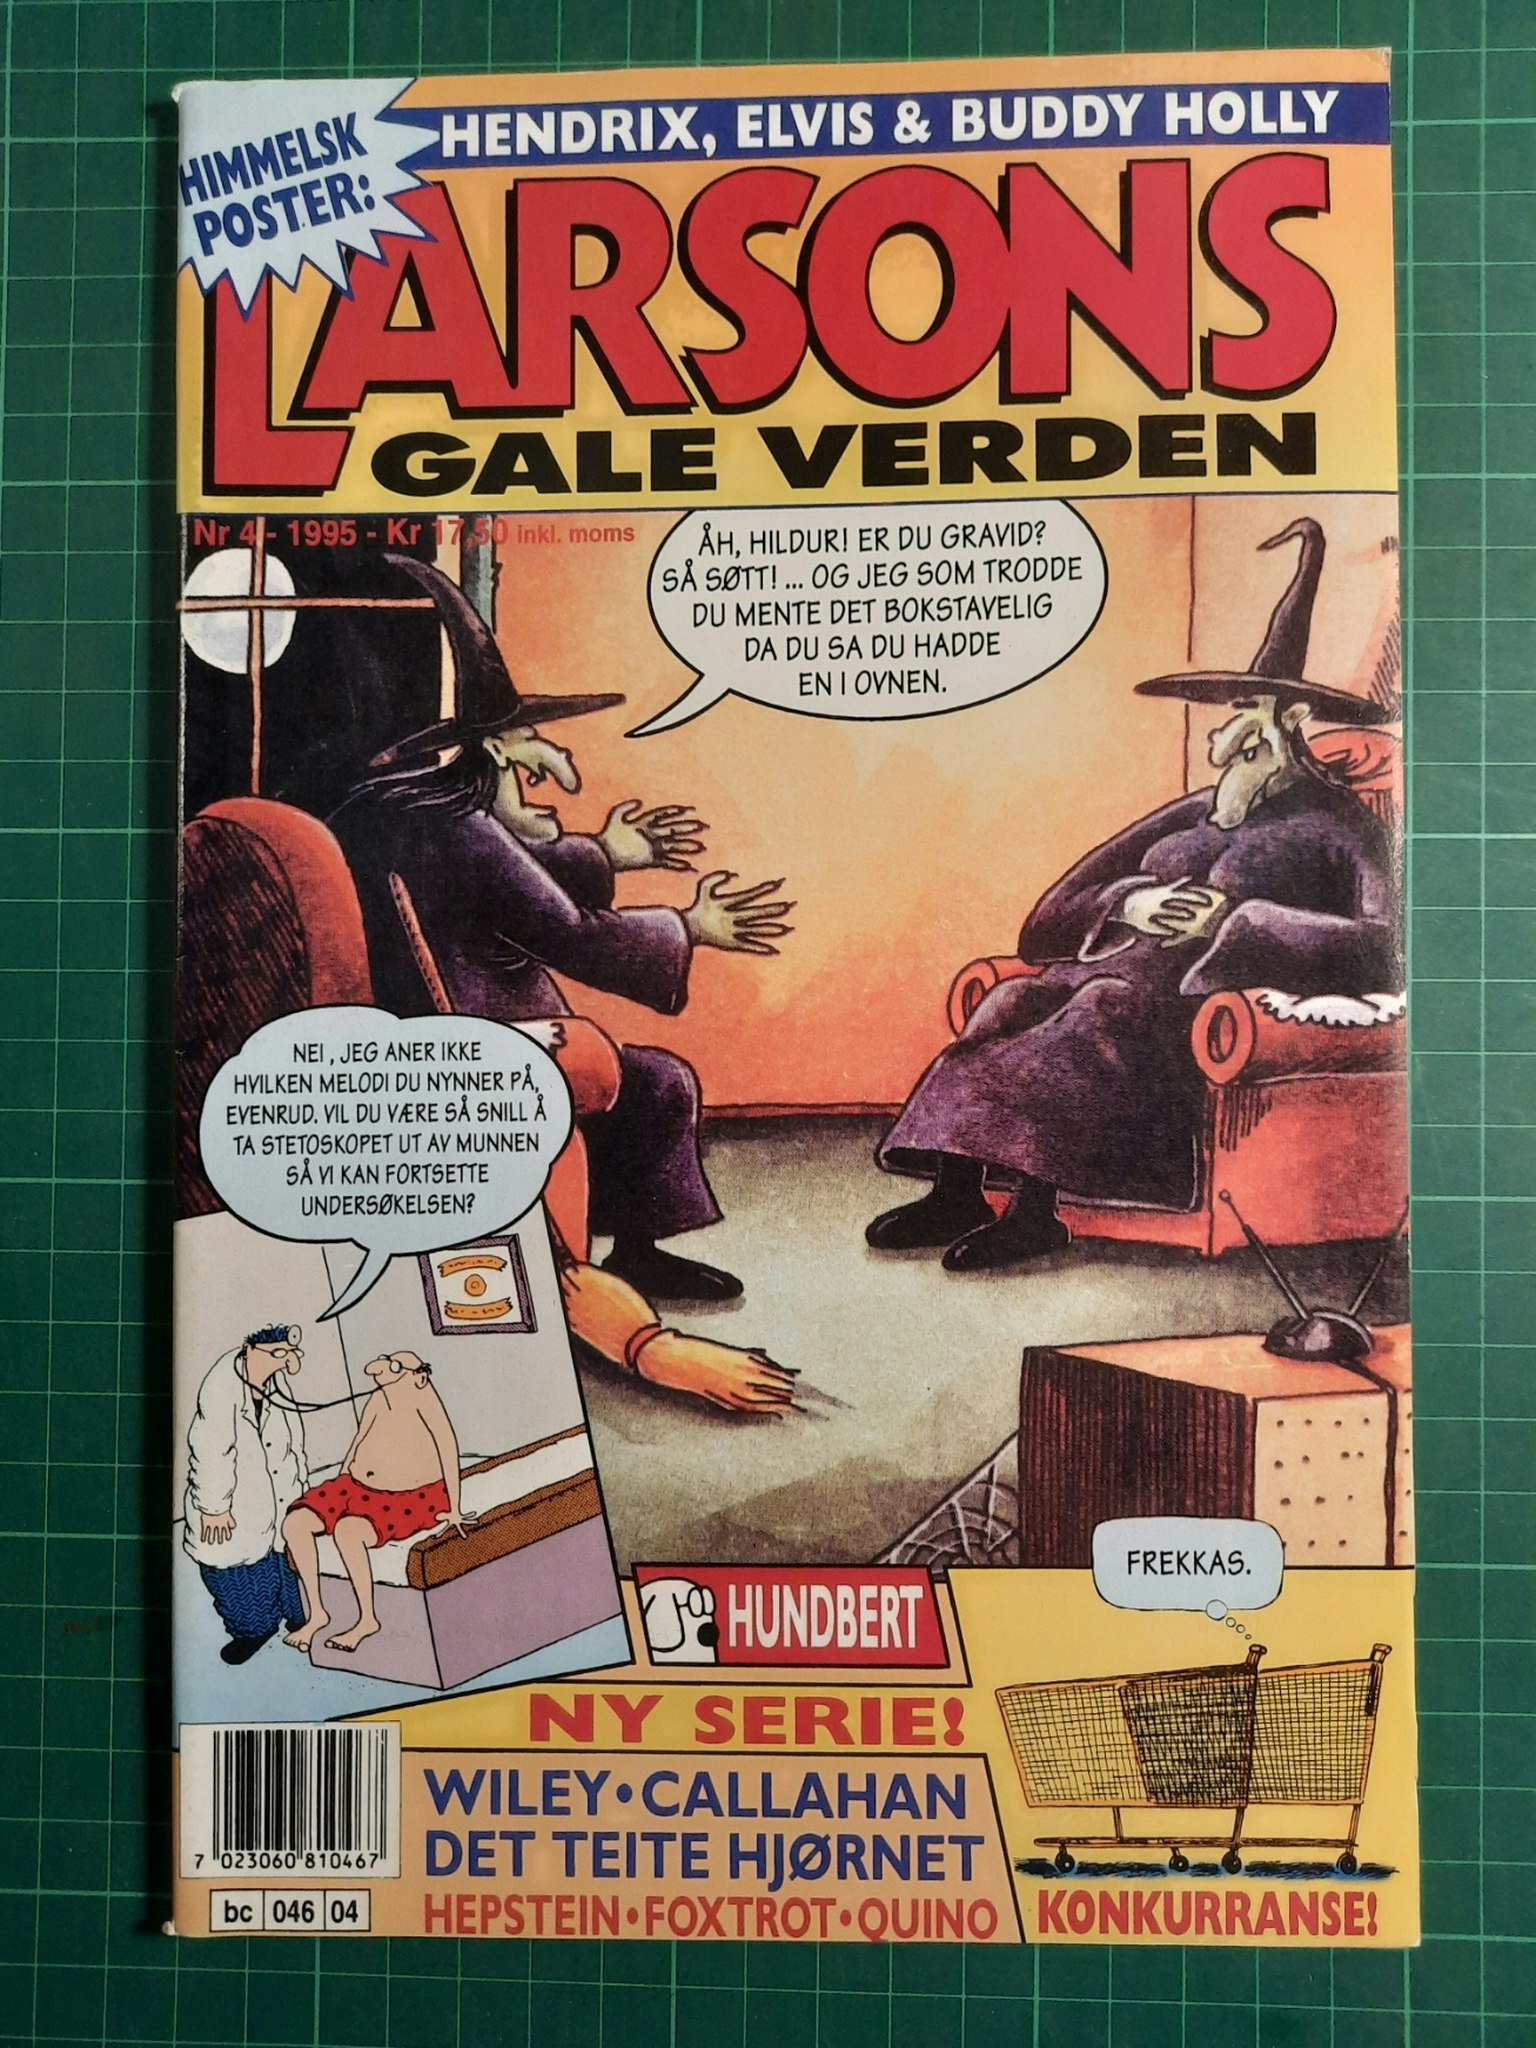 HIMMELSK
POSTER:
HENDRIX, ELVIS & BUDDY HOLLY
LARSONS
GALE VERDEN
Nr 4 - 1995 - Kr 17,50 inkl. moms
ÅH, HILDUR! ER DU GRAVID?
SÅ SØTT! ... OG JEG SOM TRODDE
DU MENTE DET BOKSTAVELIG
DA DU SA DU HADDE
EN I OVNEN.
NEI, JEG ANER IKKE
HVILKEN MELODI DU NYNNER PÅ,
EVENRUD. VIL DU VÆRE SÅ SNILL Å
TA STETOSKOPET UT AV MUNNEN
SÅ VI KAN FORTSETTE
UNDERSØKELSEN?
FREKKAS.
HUNDBERT
NY SERIE!
WILEY•CALLAHAN
DET TEITE HJØRNET
HEPSTEIN•FOXTROT•QUINO
KONKURRANSE!
7 023060 810467
bc 046 04